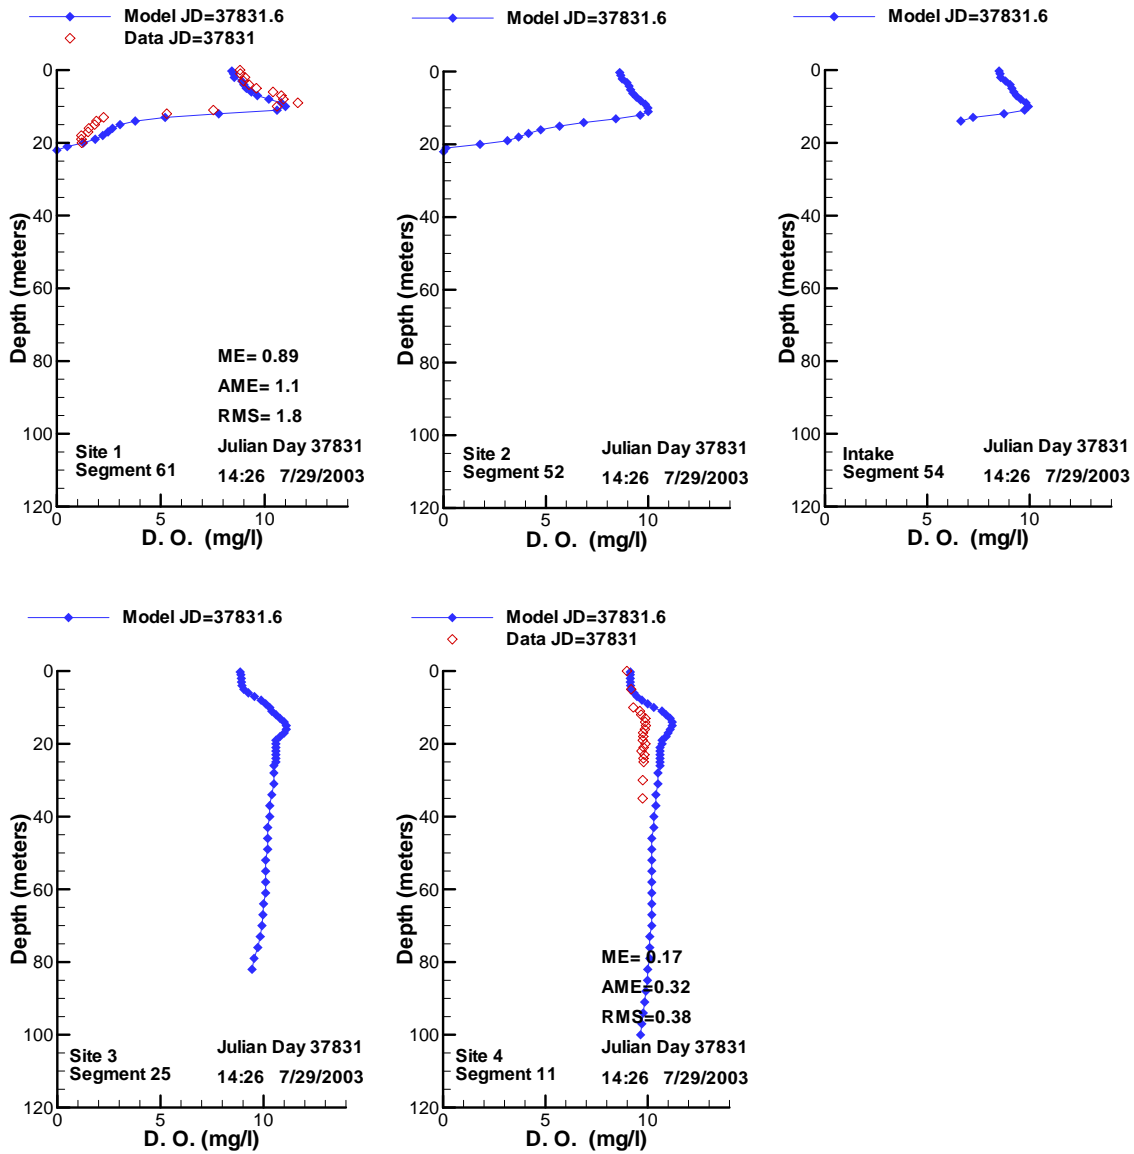 Model JD=37831.6
Data JD=37831
0
20
40
60
80
100
120
Depth (meters)
ME= 0.89
AME= 1.1
RMS= 1.8
Site 1
Segment 61
Julian Day 37831
14:26 7/29/2003
0 5 10
D. O. (mg/l)
Model JD=37831.6
0
20
40
60
80
100
120
Depth (meters)
Site 2
Segment 52
Julian Day 37831
14:26 7/29/2003
0 5 10
D. O. (mg/l)
Model JD=37831.6
0
20
40
60
80
100
120
Depth (meters)
Intake
Segment 54
Julian Day 37831
14:26 7/29/2003
0 5 10
D. O. (mg/l)
Model JD=37831.6
0
20
40
60
80
100
120
Depth (meters)
Site 3
Segment 25
Julian Day 37831
14:26 7/29/2003
0 10
D. O. (mg/l)
Model JD=37831.6
Data JD=37831
0
20
40
60
80
100
120
Depth (meters)
ME= 0.17
AME=0.32
RMS=0.38
Site 4
Segment 11
Julian Day 37831
14:26 7/29/2003
0 5 10
D. O. (mg/l)